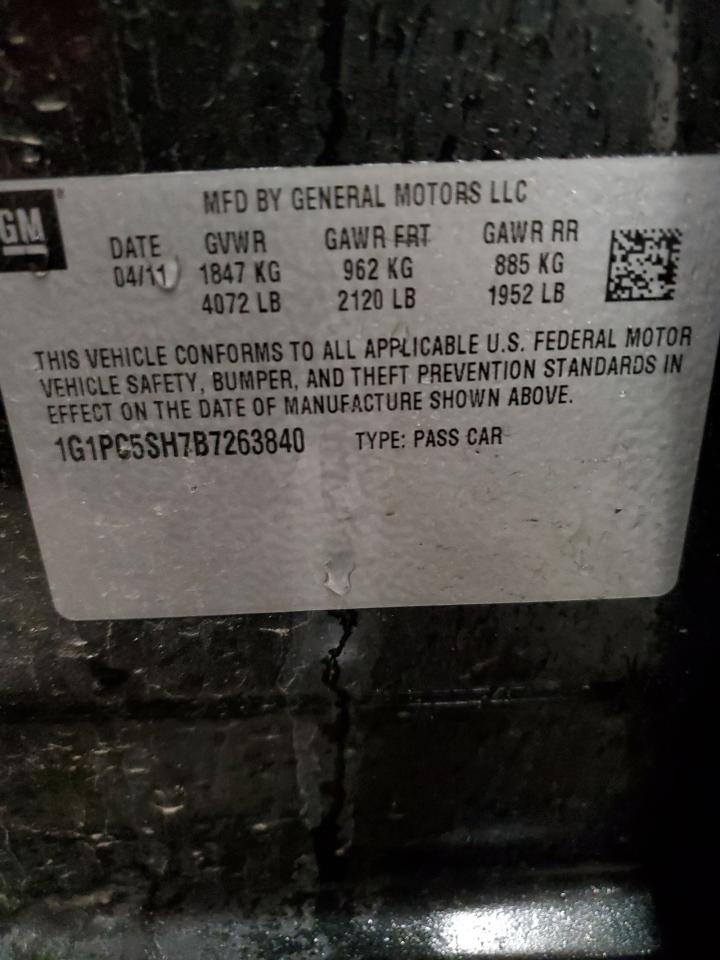 GM®
MFD BY GENERAL MOTORS LLC
DATE GVWR GAWR FRT GAWR RR
04/11 1847 KG 962 KG 885 KG
4072 LB 2120 LB 1952 LB
THIS VEHICLE CONFORMS TO ALL APPLICABLE U.S. FEDERAL MOTOR
VEHICLE SAFETY, BUMPER, AND THEFT PREVENTION STANDARDS IN
EFFECT ON THE DATE OF MANUFACTURE SHOWN ABOVE.
1G1PC5SH7B7263840 TYPE: PASS CAR